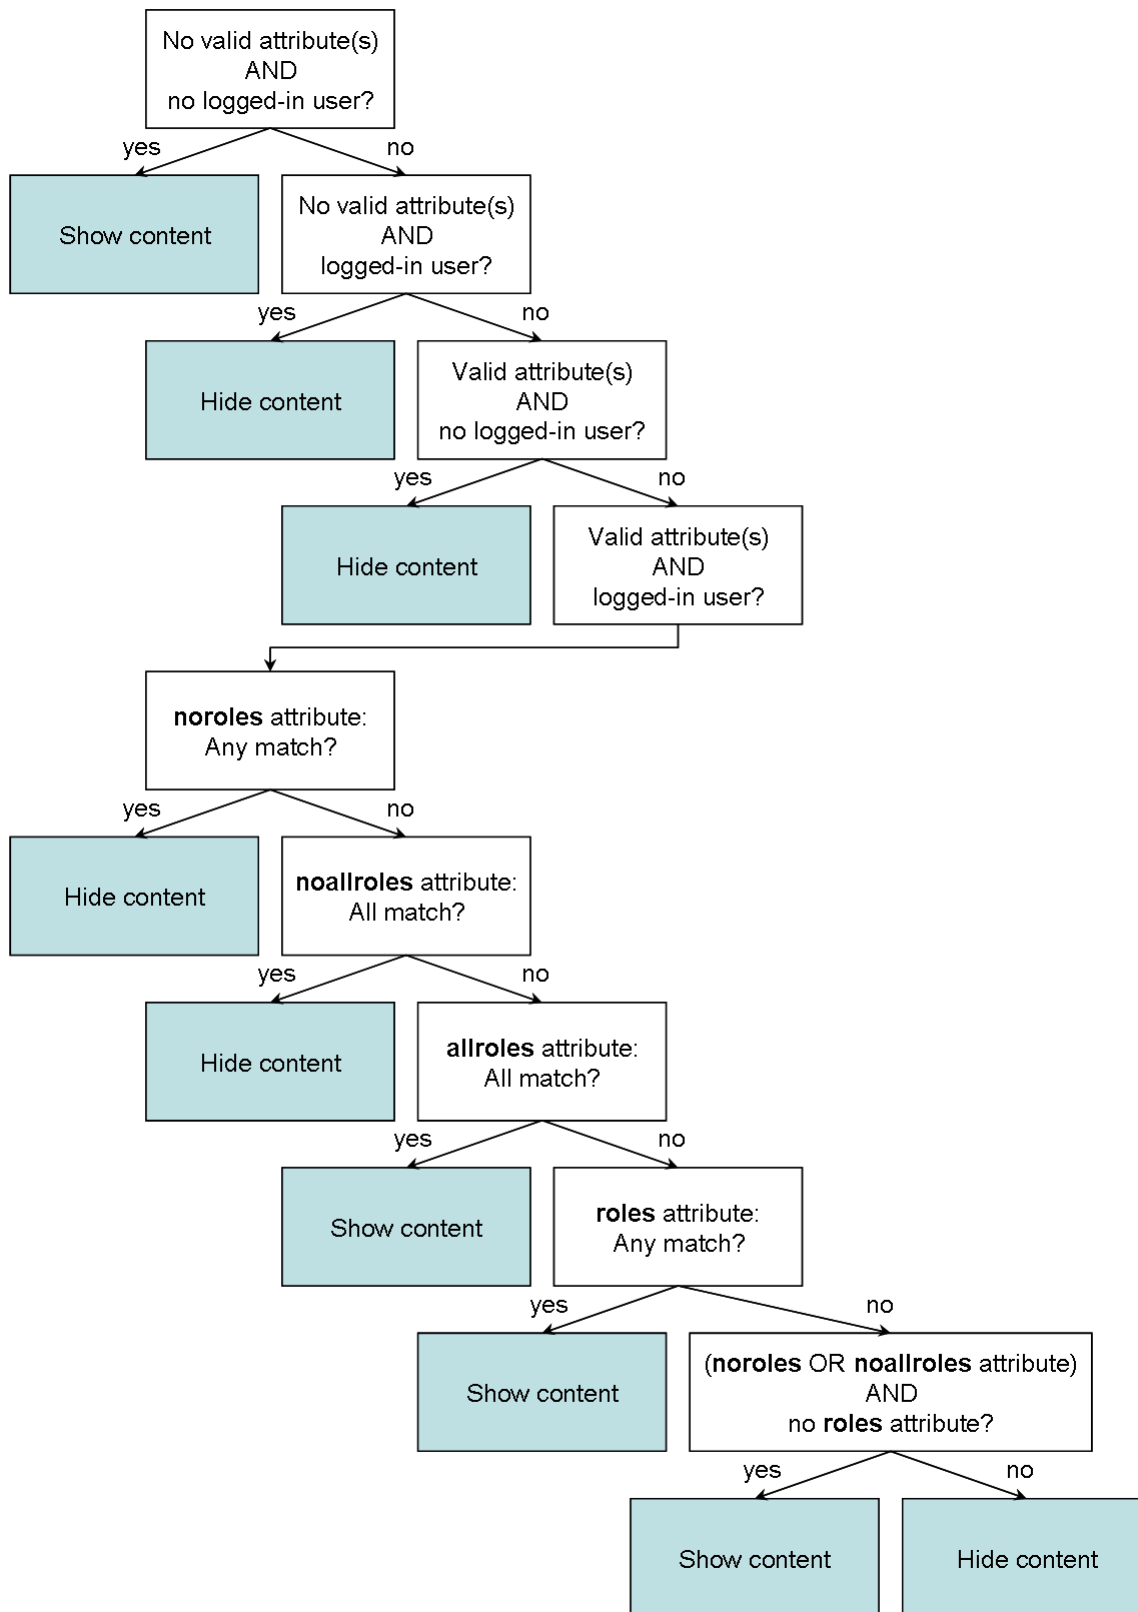 No valid attribute(s)
AND
no logged-in user?
yes
no
Show content
No valid attribute(s)
AND
logged-in user?
yes
no
Hide content
Valid attribute(s)
AND
no logged-in user?
yes
no
Hide content
Valid attribute(s)
AND
logged-in user?
noroles attribute:
Any match?
yes
no
Hide content
noallroles attribute:
All match?
yes
no
Hide content
allroles attribute:
All match?
yes
no
Show content
roles attribute:
Any match?
yes
no
Show content
(noroles OR noallroles attribute)
AND
no roles attribute?
yes
no
Show content
Hide content